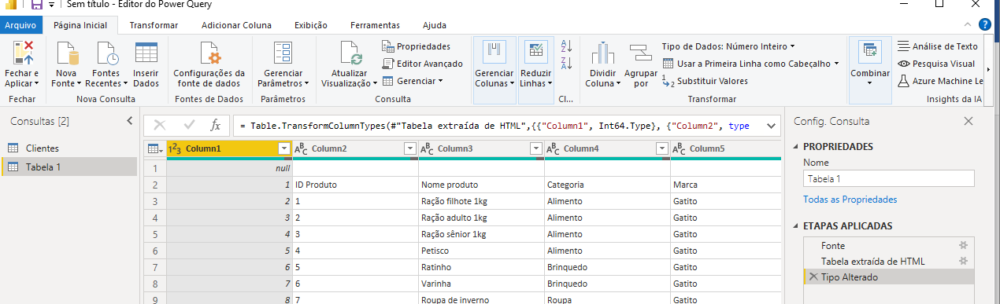 Sem título - Editor do Power Query
Arquivo Página Inicial Transformar Adicionar Coluna Exibição Ferramentas Ajuda
Fechar e Aplicar
Nova Fonte
Fontes Recentes
Inserir Dados
Configurações da fonte de dados
Gerenciar Parâmetros
Atualizar Visualização
Propriedades
Editor Avançado
Gerenciar
Gerenciar Colunas
Reduzir Linhas
A
Z
Z
A
Dividir Coluna
Agrupar por
Tipo de Dados: Número Inteiro
Usar a Primeira Linha como Cabeçalho
1 2 Substituir Valores
Combinar
Análise de Texto
Pesquisa Visual
Azure Machine Le
Fechar Nova Consulta Fontes de Dados Parâmetros Consulta Cl... Transformar Insights da IA
Consultas [2]
Clientes
Tabela 1
fx = Table.TransformColumnTypes(#"Tabela extraída de HTML",{{"Column1", Int64.Type}, {"Column2", type
123 Column1 ABC Column2 ABC Column3 ABC Column4 ABC Column5
1 null
2 1 ID Produto Nome produto Categoria Marca
3 2 1 Ração filhote 1kg Alimento Gatito
4 3 2 Ração adulto 1kg Alimento Gatito
5 4 3 Ração sênior 1kg Alimento Gatito
6 5 4 Petisco Alimento Gatito
7 6 5 Ratinho Brinquedo Gatito
8 7 6 Varinha Brinquedo Gatito
9 8 7 Roupa de inverno Roupa Gatito
Config. Consulta
PROPRIEDADES
Nome
Tabela 1
Todas as Propriedades
ETAPAS APLICADAS
Fonte
Tabela extraída de HTML
Tipo Alterado